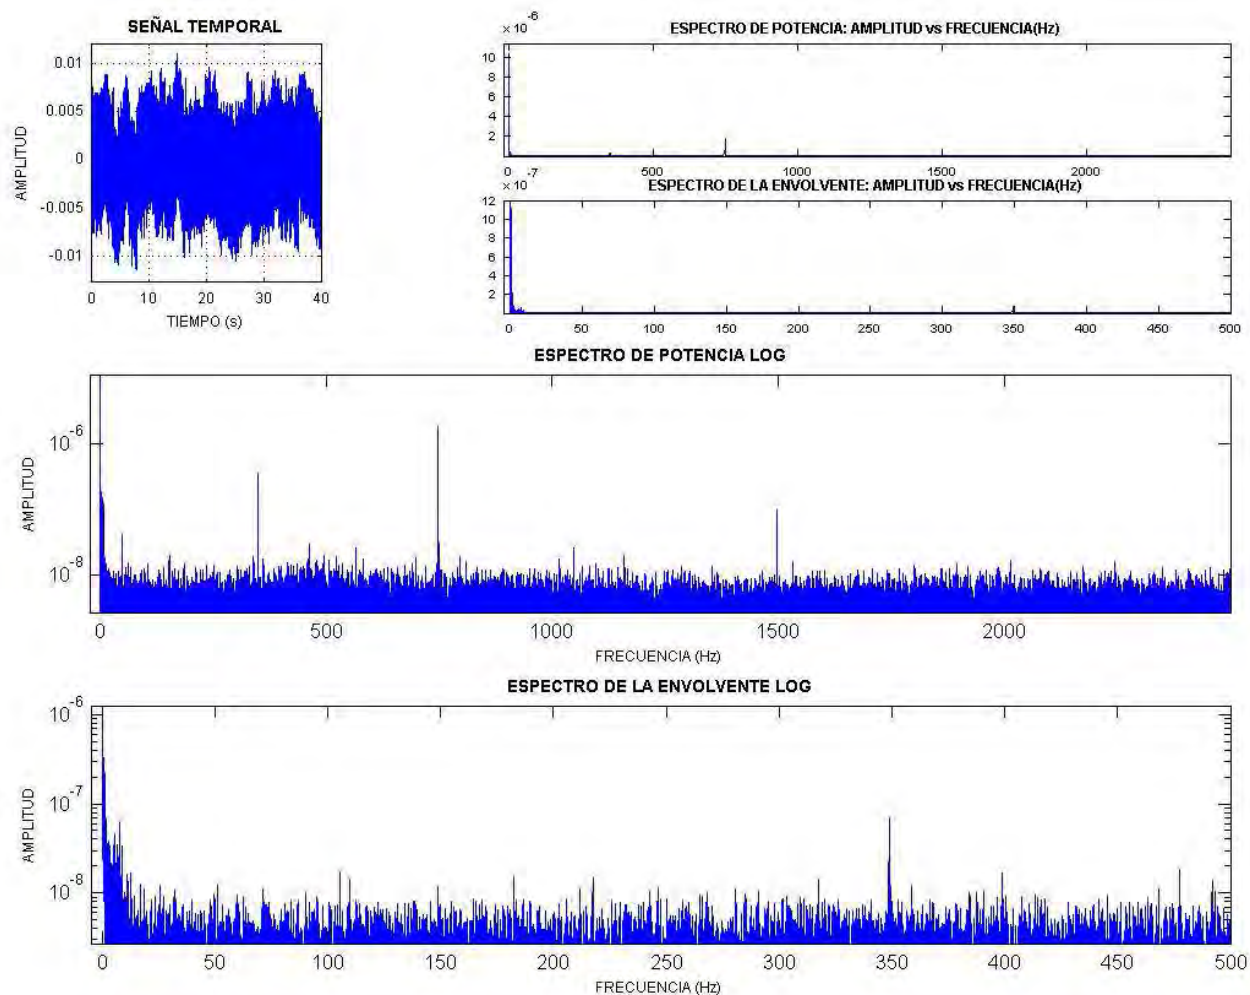 SEÑAL TEMPORAL
0.01
0.005
0
-0.005
-0.01
AMPLITUD
0 10 20 30 40
TIEMPO (s)
x 10 -6
ESPECTRO DE POTENCIA: AMPLITUD vs FRECUENCIA(Hz)
10
8
6
4
2
0 500 1000 1500 2000
x 10 -7
ESPECTRO DE LA ENVOLVENTE: AMPLITUD vs FRECUENCIA(Hz)
12
10
8
6
4
2
0 50 100 150 200 250 300 350 400 450 500
ESPECTRO DE POTENCIA LOG
10-6
10-8
AMPLITUD
0 500 1000 1500 2000
FRECUENCIA (Hz)
ESPECTRO DE LA ENVOLVENTE LOG
10-6
10-7
10-8
AMPLITUD
0 50 100 150 200 250 300 350 400 450 500
FRECUENCIA (Hz)